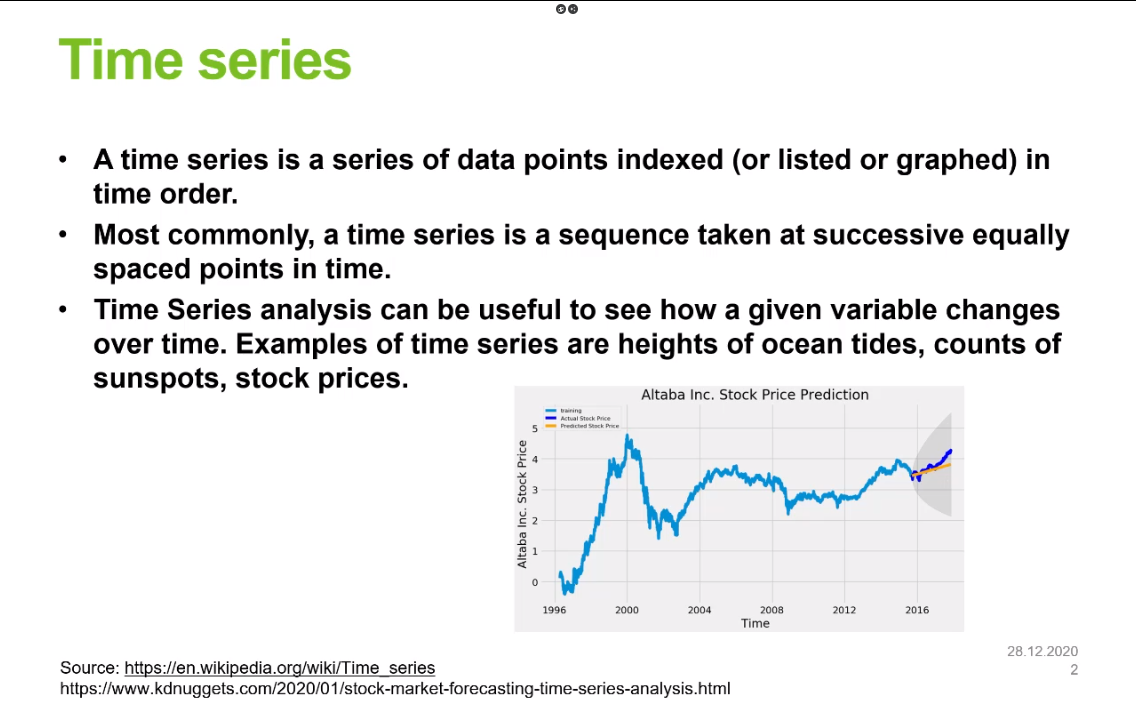 Time series
• A time series is a series of data points indexed (or listed or graphed) in
time order.
• Most commonly, a time series is a sequence taken at successive equally
spaced points in time.
• Time Series analysis can be useful to see how a given variable changes
over time. Examples of time series are heights of ocean tides, counts of
sunspots, stock prices.
Altaba Inc. Stock Price Prediction
training
Actual Stock Price
Predicted Stock Price
Altaba Inc. Stock Price
5
4
3
2
1
0
1996 2000 2004 2008 2012 2016
Time
28.12.2020
2
Source: https://en.wikipedia.org/wiki/Time_series
https://www.kdnuggets.com/2020/01/stock-market-forecasting-time-series-analysis.html